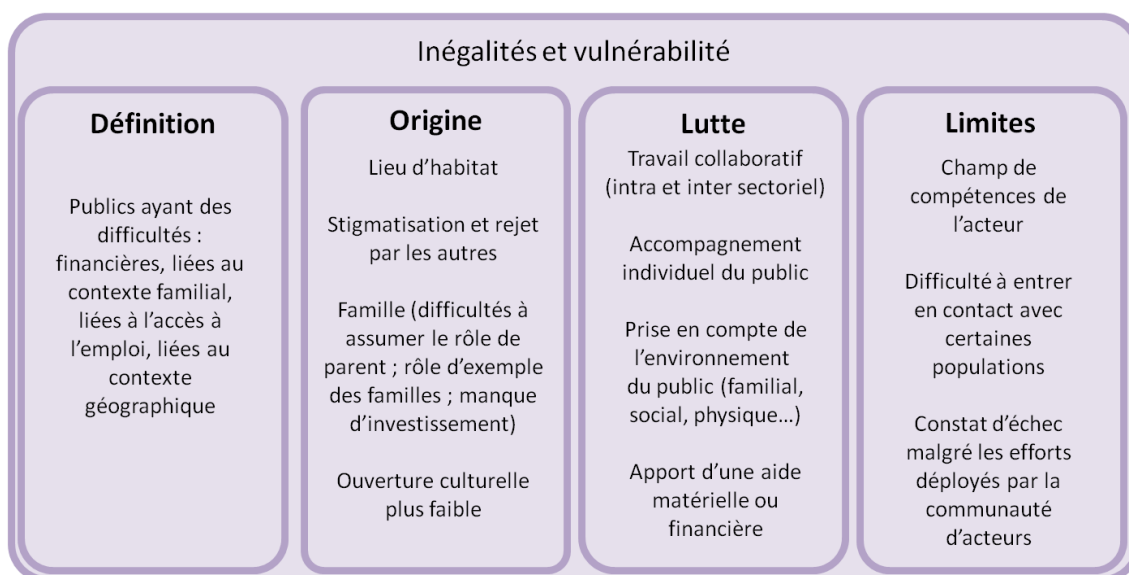 Inégalités et vulnérabilité
Définition
Publics ayant des
difficultés :
financières, liées au
contexte familial,
liées à l’accès à
l’emploi, liées au
contexte
géographique
Origine
Lieu d’habitat
Stigmatisation et rejet
par les autres
Famille (difficultés à
assumer le rôle de
parent ; rôle d’exemple
des familles ; manque
d’investissement)
Ouverture culturelle
plus faible
Lutte
Travail collaboratif
(intra et inter sectoriel)
Accompagnement
individuel du public
Prise en compte de
l’environnement
du public (familial,
social, physique…)
Apport d’une aide
matérielle ou
financière
Limites
Champ de
compétences de
l’acteur
Difficulté à entrer
en contact avec
certaines
populations
Constat d’échec
malgré les efforts
déployés par la
communauté
d’acteurs